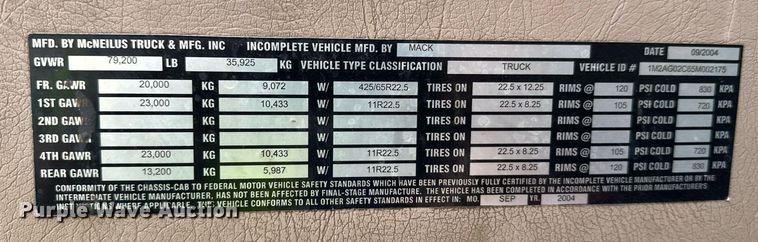 MFD. BY McNEILUS TRUCK & MFG. INC INCOMPLETE VEHICLE MFD. BY MACK DATE 09/2004
GVWR 79,200 LB 35,925 KG VEHICLE TYPE CLASSIFICATION TRUCK VEHICLE ID # 1M2AG02C85M002175
FR. GAWR 20,000 KG 9,072 W/ 425/65R22.5 TIRES ON 22.5 x 12.25 RIMS @ 120 PSI COLD 830 KPA
1ST GAWR 23,000 KG 10,433 W/ 11R22.5 TIRES ON 22.5 x 8.25 RIMS @ 105 PSI COLD 720 KPA
2ND GAWR KG W/ TIRES ON RIMS @ PSI COLD KPA
3RD GAWR KG W/ TIRES ON RIMS @ PSI COLD KPA
4TH GAWR 23,000 KG 10,433 W/ 11R22.5 TIRES ON 22.5 x 8.25 RIMS @ 105 PSI COLD 720 KPA
REAR GAWR 13,200 KG 5,987 W/ 11R22.5 TIRES ON 22.5 x 8.25 RIMS @ 120 PSI COLD 830 KPA
CONFORMITY OF THE CHASSIS-CAB TO FEDERAL MOTOR VEHICLE SAFETY STANDARDS WHICH HAVE BEEN PREVIOUSLY FULLY CERTIFIED BY THE INCOMPLETE VEHICLE MANUFACTURER OR BY THE
INTERMEDIATE VEHICLE MANUFACTURER, HAS NOT BEEN AFFECTED BY FINAL-STAGE MANUFACTURE. THE VEHICLE HAS BEEN COMPLETED IN ACCORDANCE WITH THE PRIOR MANUFACTURER'S
INSTRUCTIONS WHERE APPLICABLE. THIS VEHICLE CONFORMS TO ALL OTHER SAFETY STANDARDS IN EFFECT IN: MO. SEP YR. 2004
Purple Wave Auction